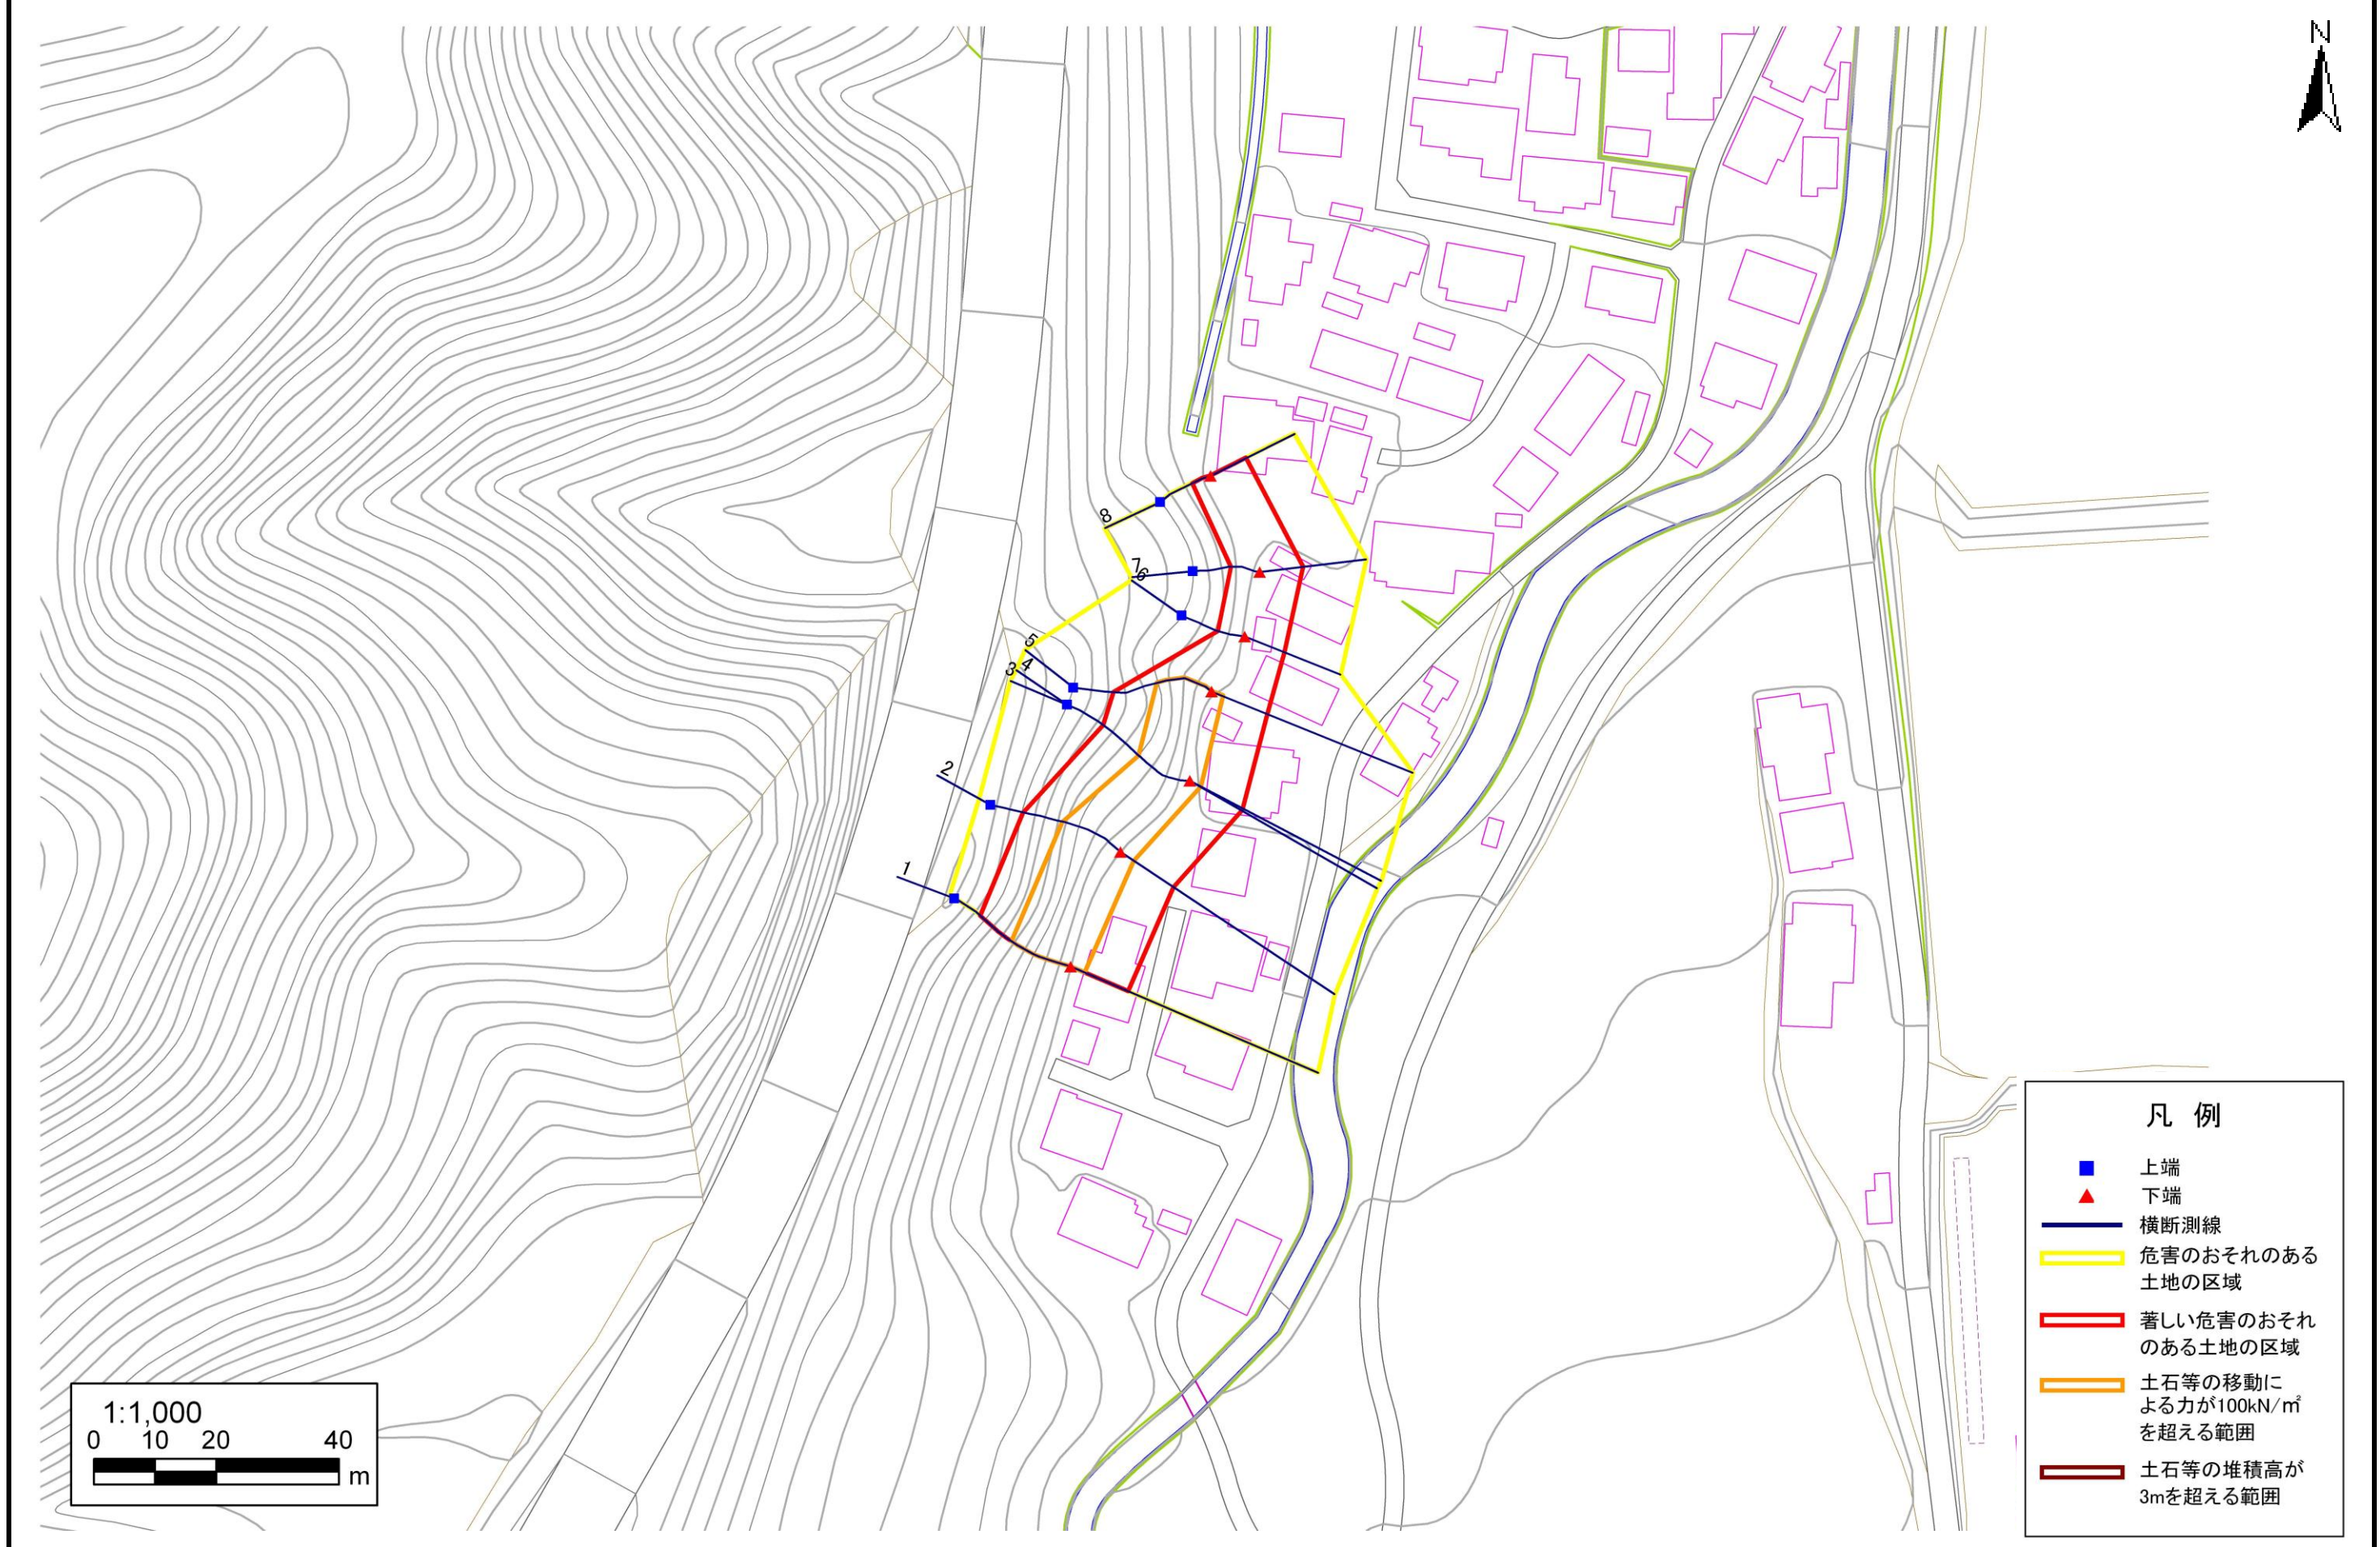 N
8
7
6
5
4
3
2
1
1:1,000
0 10 20 40
m
凡 例
上端
下端
横断測線
危害のおそれのある
土地の区域
著しい危害のおそれ
のある土地の区域
土石等の移動に
よる力が100kN/㎡
を超える範囲
土石等の堆積高が
3mを超える範囲